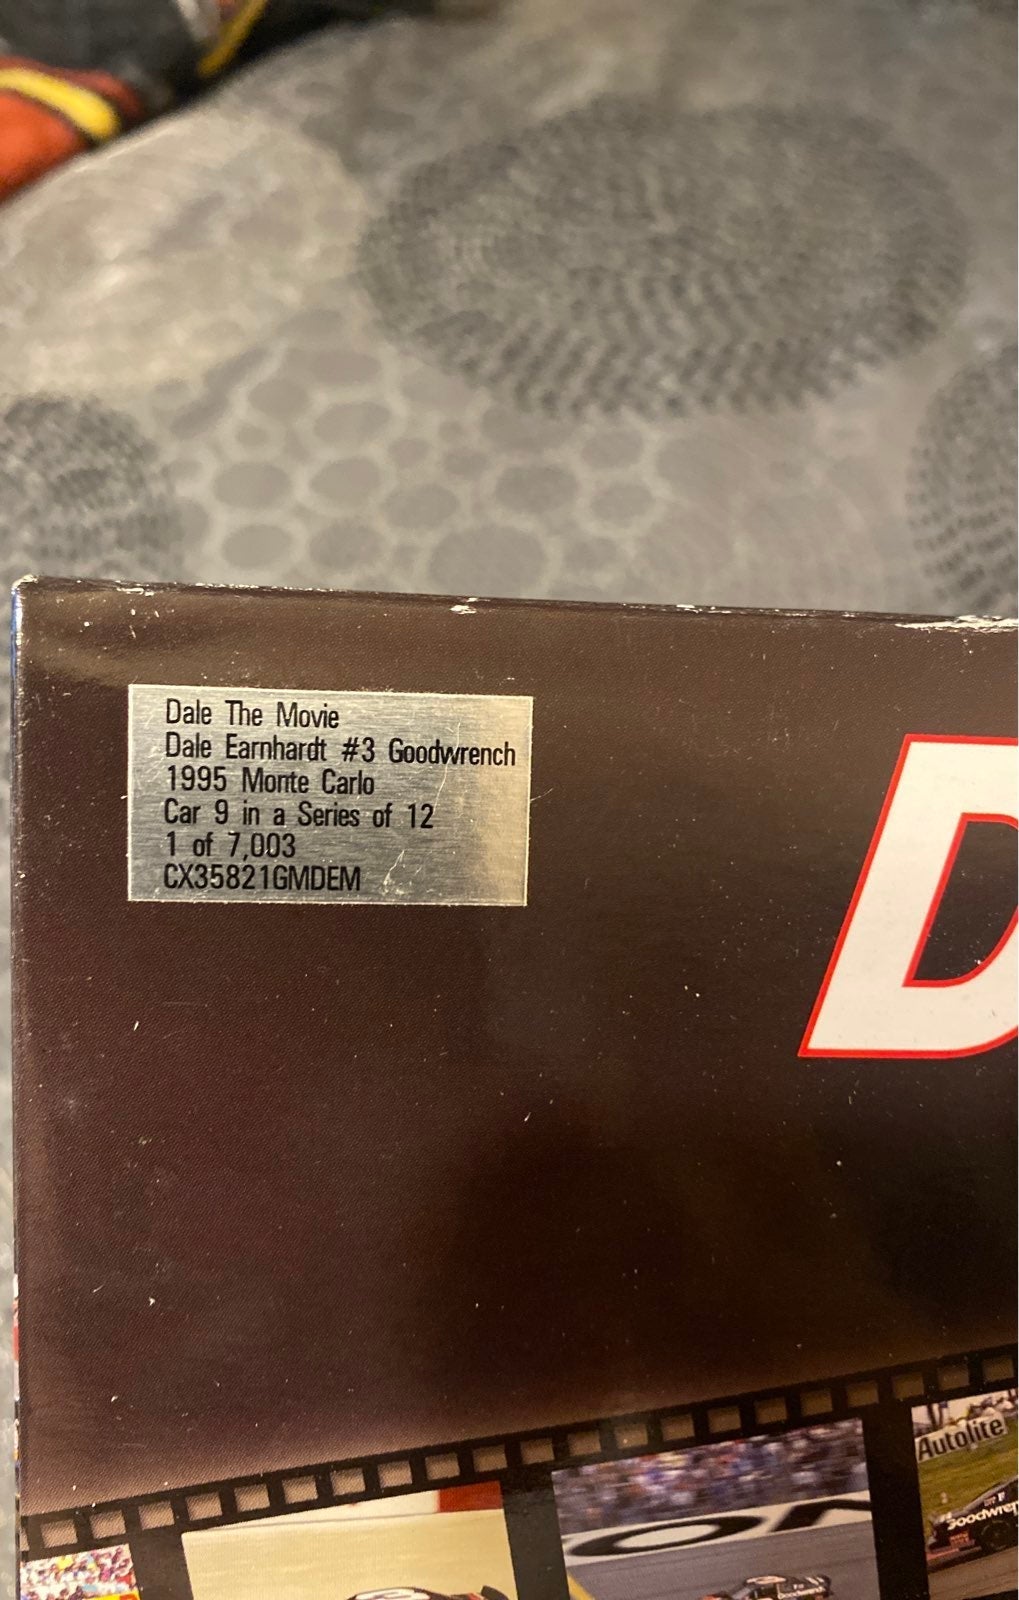 Dale The Movie
Dale Earnhardt #3 Goodwrench
1995 Monte Carlo
Car 9 in a Series of 12
1 of 7,003
CX35821GMDEM
D
Autolite
Goodwrench